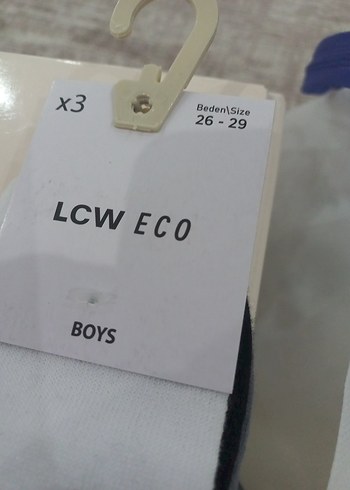 x3
Beden\Size
26 - 29
LCW ECO
BOYS